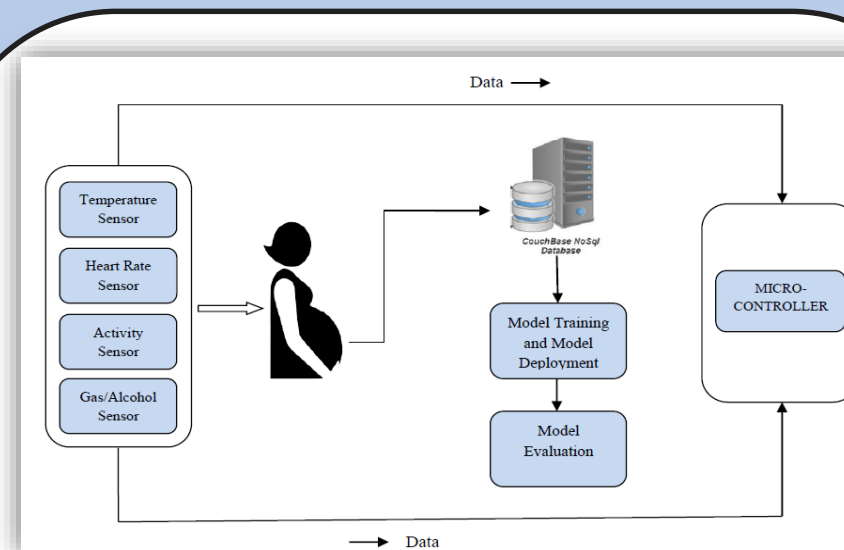 Data
Temperature
Sensor
Heart Rate
Sensor
Activity
Sensor
Gas/Alcohol
Sensor
CouchBase NoSql
Database
Model Training
and Model
Deployment
Model
Evaluation
MICRO-
CONTROLLER
Data